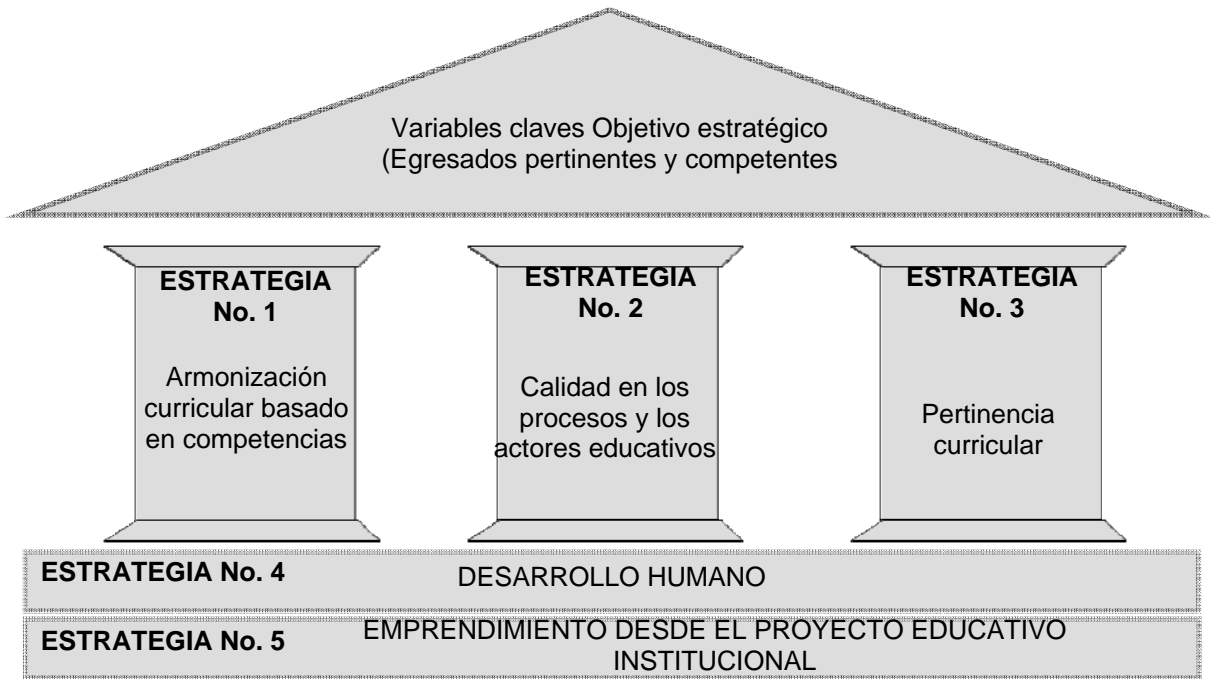 Variables claves Objetivo estratégico
(Egresados pertinentes y competentes
ESTRATEGIA
No. 1
Armonización
curricular basado
en competencias
ESTRATEGIA
No. 2
Calidad en los
procesos y los
actores educativos
ESTRATEGIA
No. 3
Pertinencia
curricular
ESTRATEGIA No. 4 DESARROLLO HUMANO
ESTRATEGIA No. 5 EMPRENDIMIENTO DESDE EL PROYECTO EDUCATIVO
INSTITUCIONAL